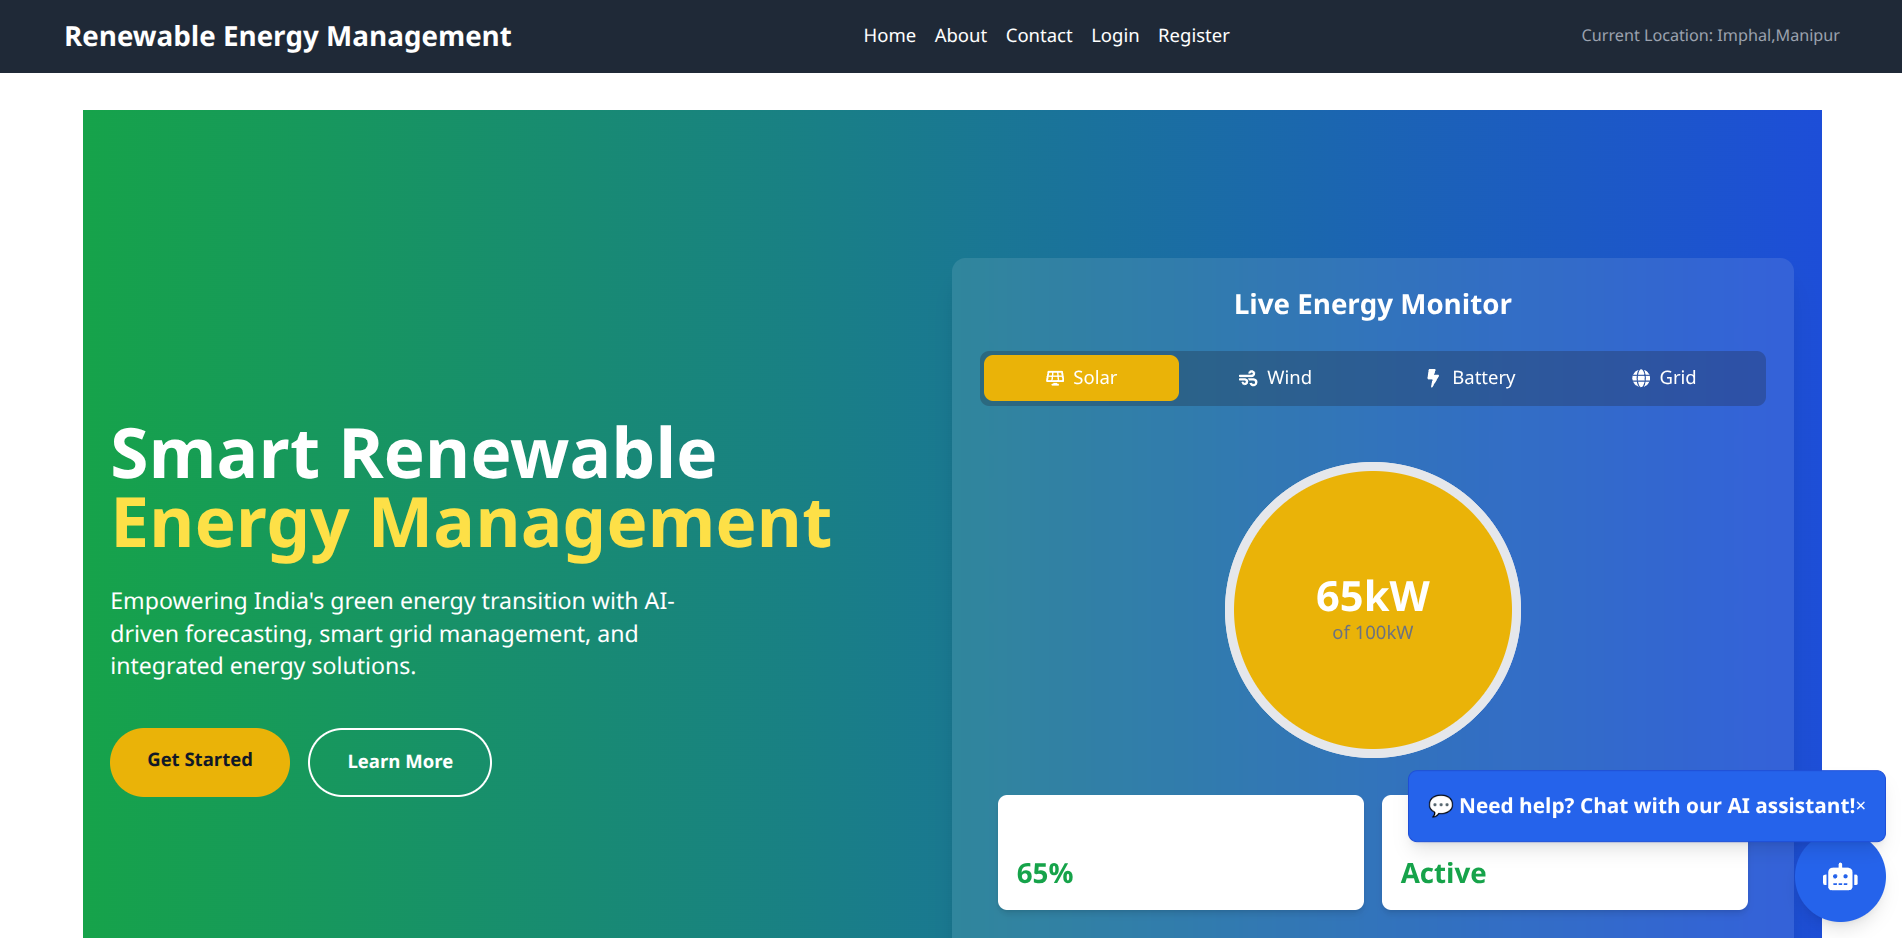 Renewable Energy Management
Home About Contact Login Register
Current Location: Imphal,Manipur
Smart Renewable
Energy Management
Empowering India's green energy transition with AI-
driven forecasting, smart grid management, and
integrated energy solutions.
Get Started
Learn More
Live Energy Monitor
Solar Wind Battery Grid
65kW
of 100kW
65%
Active
💬 Need help? Chat with our AI assistant!×